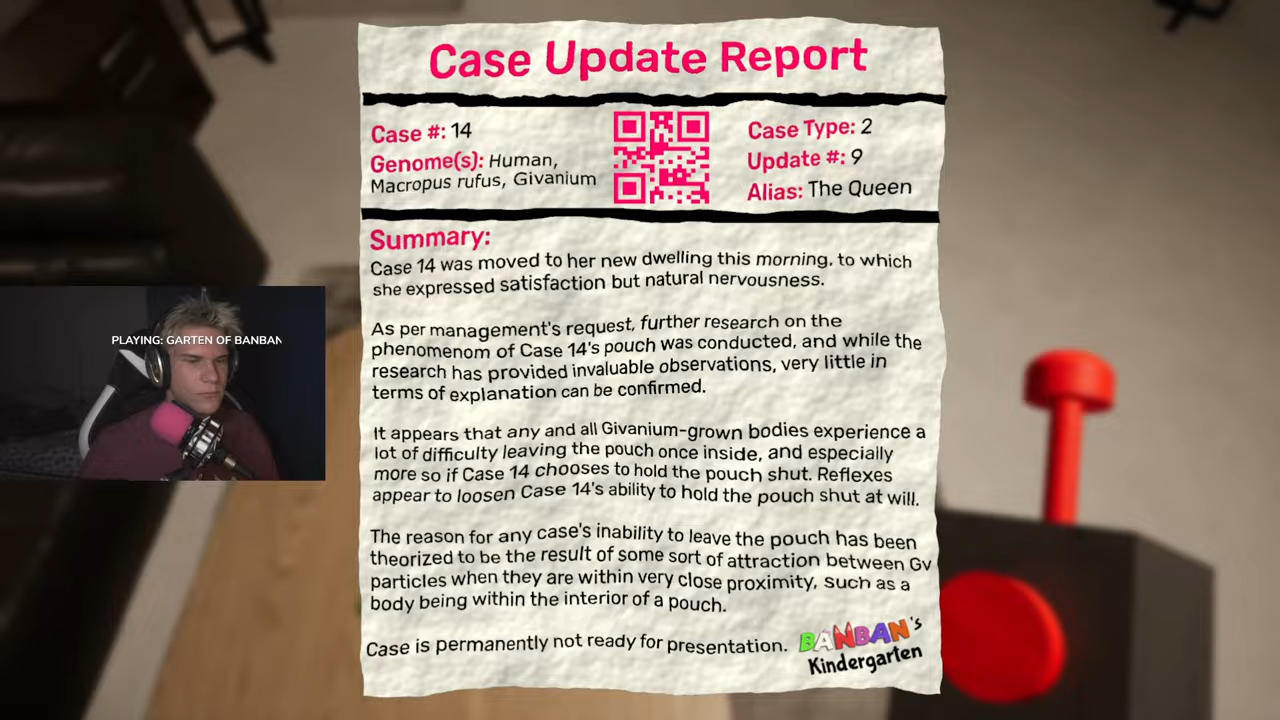 Case Update Report
Case #: 14
Genome(s): Human,
Macropus rufus, Givanium
Case Type: 2
Update #: 9
Alias: The Queen
Summary:
Case 14 was moved to her new dwelling this morning, to which
she expressed satisfaction but natural nervousness.
As per management's request, further research on the
phenomenom of Case 14's pouch was conducted, and while the
research has provided invaluable observations, very little in
terms of explanation can be confirmed.
It appears that any and all Givanium-grown bodies experience a
lot of difficulty leaving the pouch once inside, and especially
more so if Case 14 chooses to hold the pouch shut. Reflexes
appear to loosen Case 14's ability to hold the pouch shut at will.
The reason for any case's inability to leave the pouch has been
theorized to be the result of some sort of attraction between Gv
particles when they are within very close proximity, such as a
body being within the interior of a pouch.
Case is permanently not ready for presentation.
BANBAN's
Kindergarten
PLAYING: GARTEN OF BANBAN